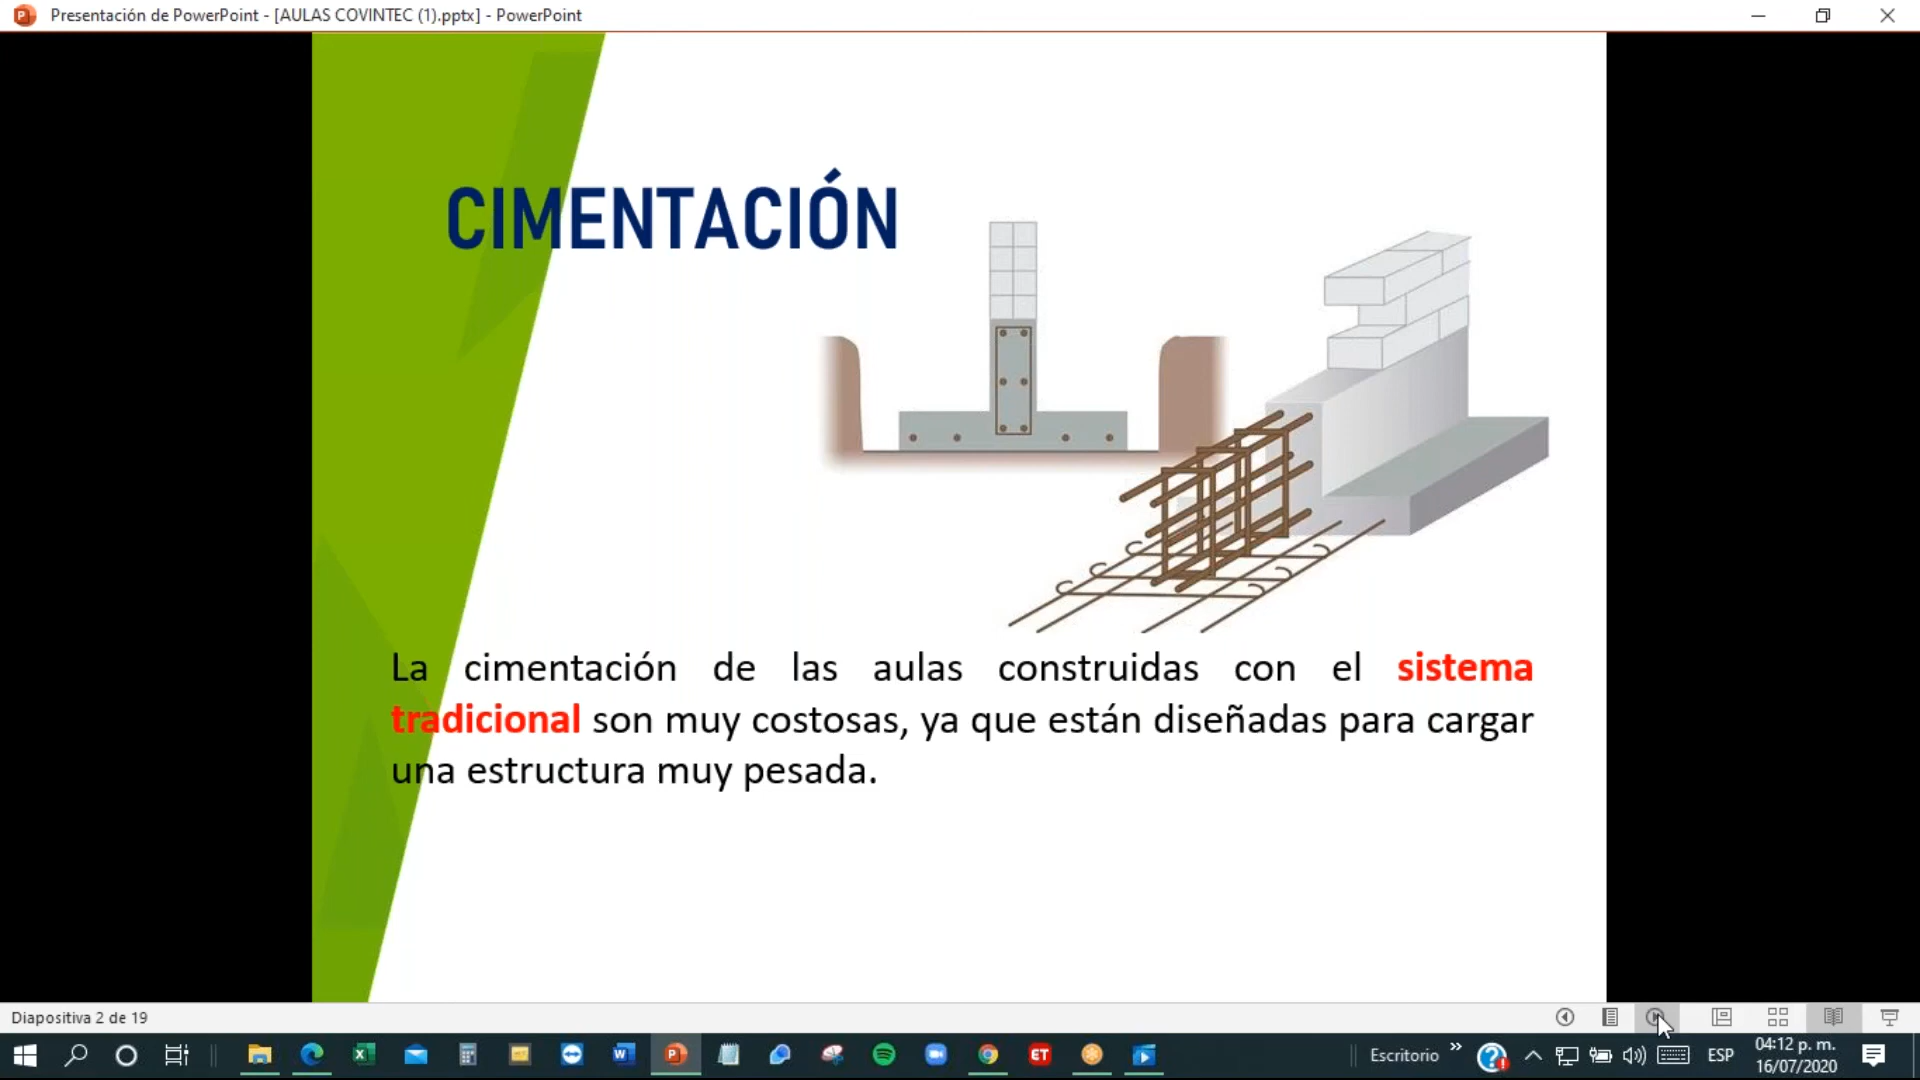 Presentación de PowerPoint - [AULAS COVINTEC (1).pptx] - PowerPoint
CIMENTACIÓN
La cimentación de las aulas construidas con el sistema
tradicional son muy costosas, ya que están diseñadas para cargar
una estructura muy pesada.
Diapositiva 2 de 19
ET
Escritorio
ESP
04:12 p. m.
16/07/2020